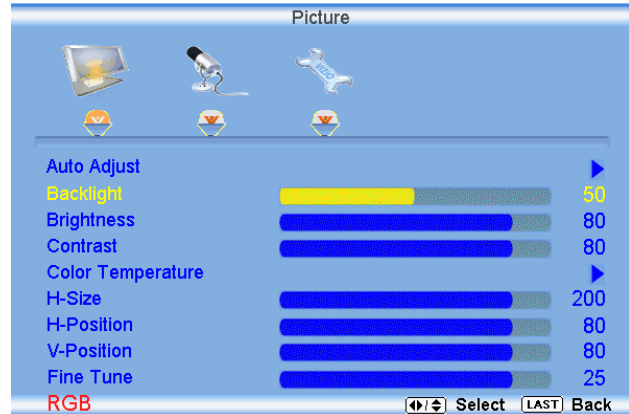 Picture
VIZIO
Auto Adjust
Backlight 50
Brightness 80
Contrast 80
Color Temperature
H-Size 200
H-Position 80
V-Position 80
Fine Tune 25
RGB Select LAST Back